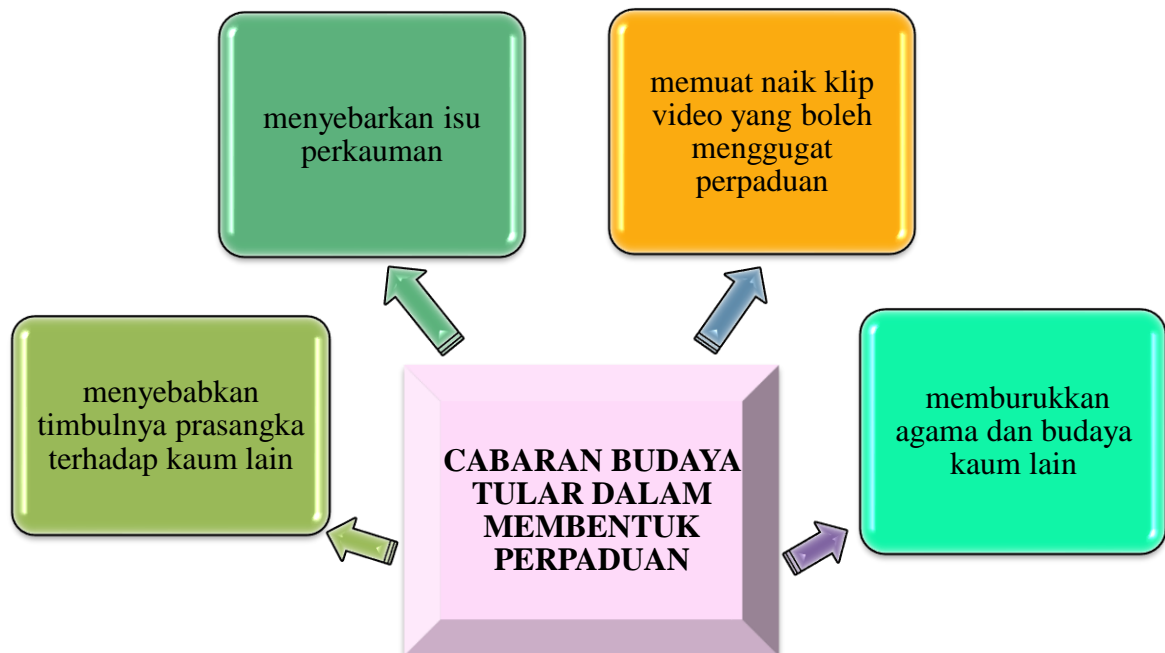 menyebarkan isu
perkauman
memuat naik klip
video yang boleh
menggugat
perpaduan
menyebabkan
timbulnya prasangka
terhadap kaum lain
memburukkan
agama dan budaya
kaum lain
CABARAN BUDAYA
TULAR DALAM
MEMBENTUK
PERPADUAN